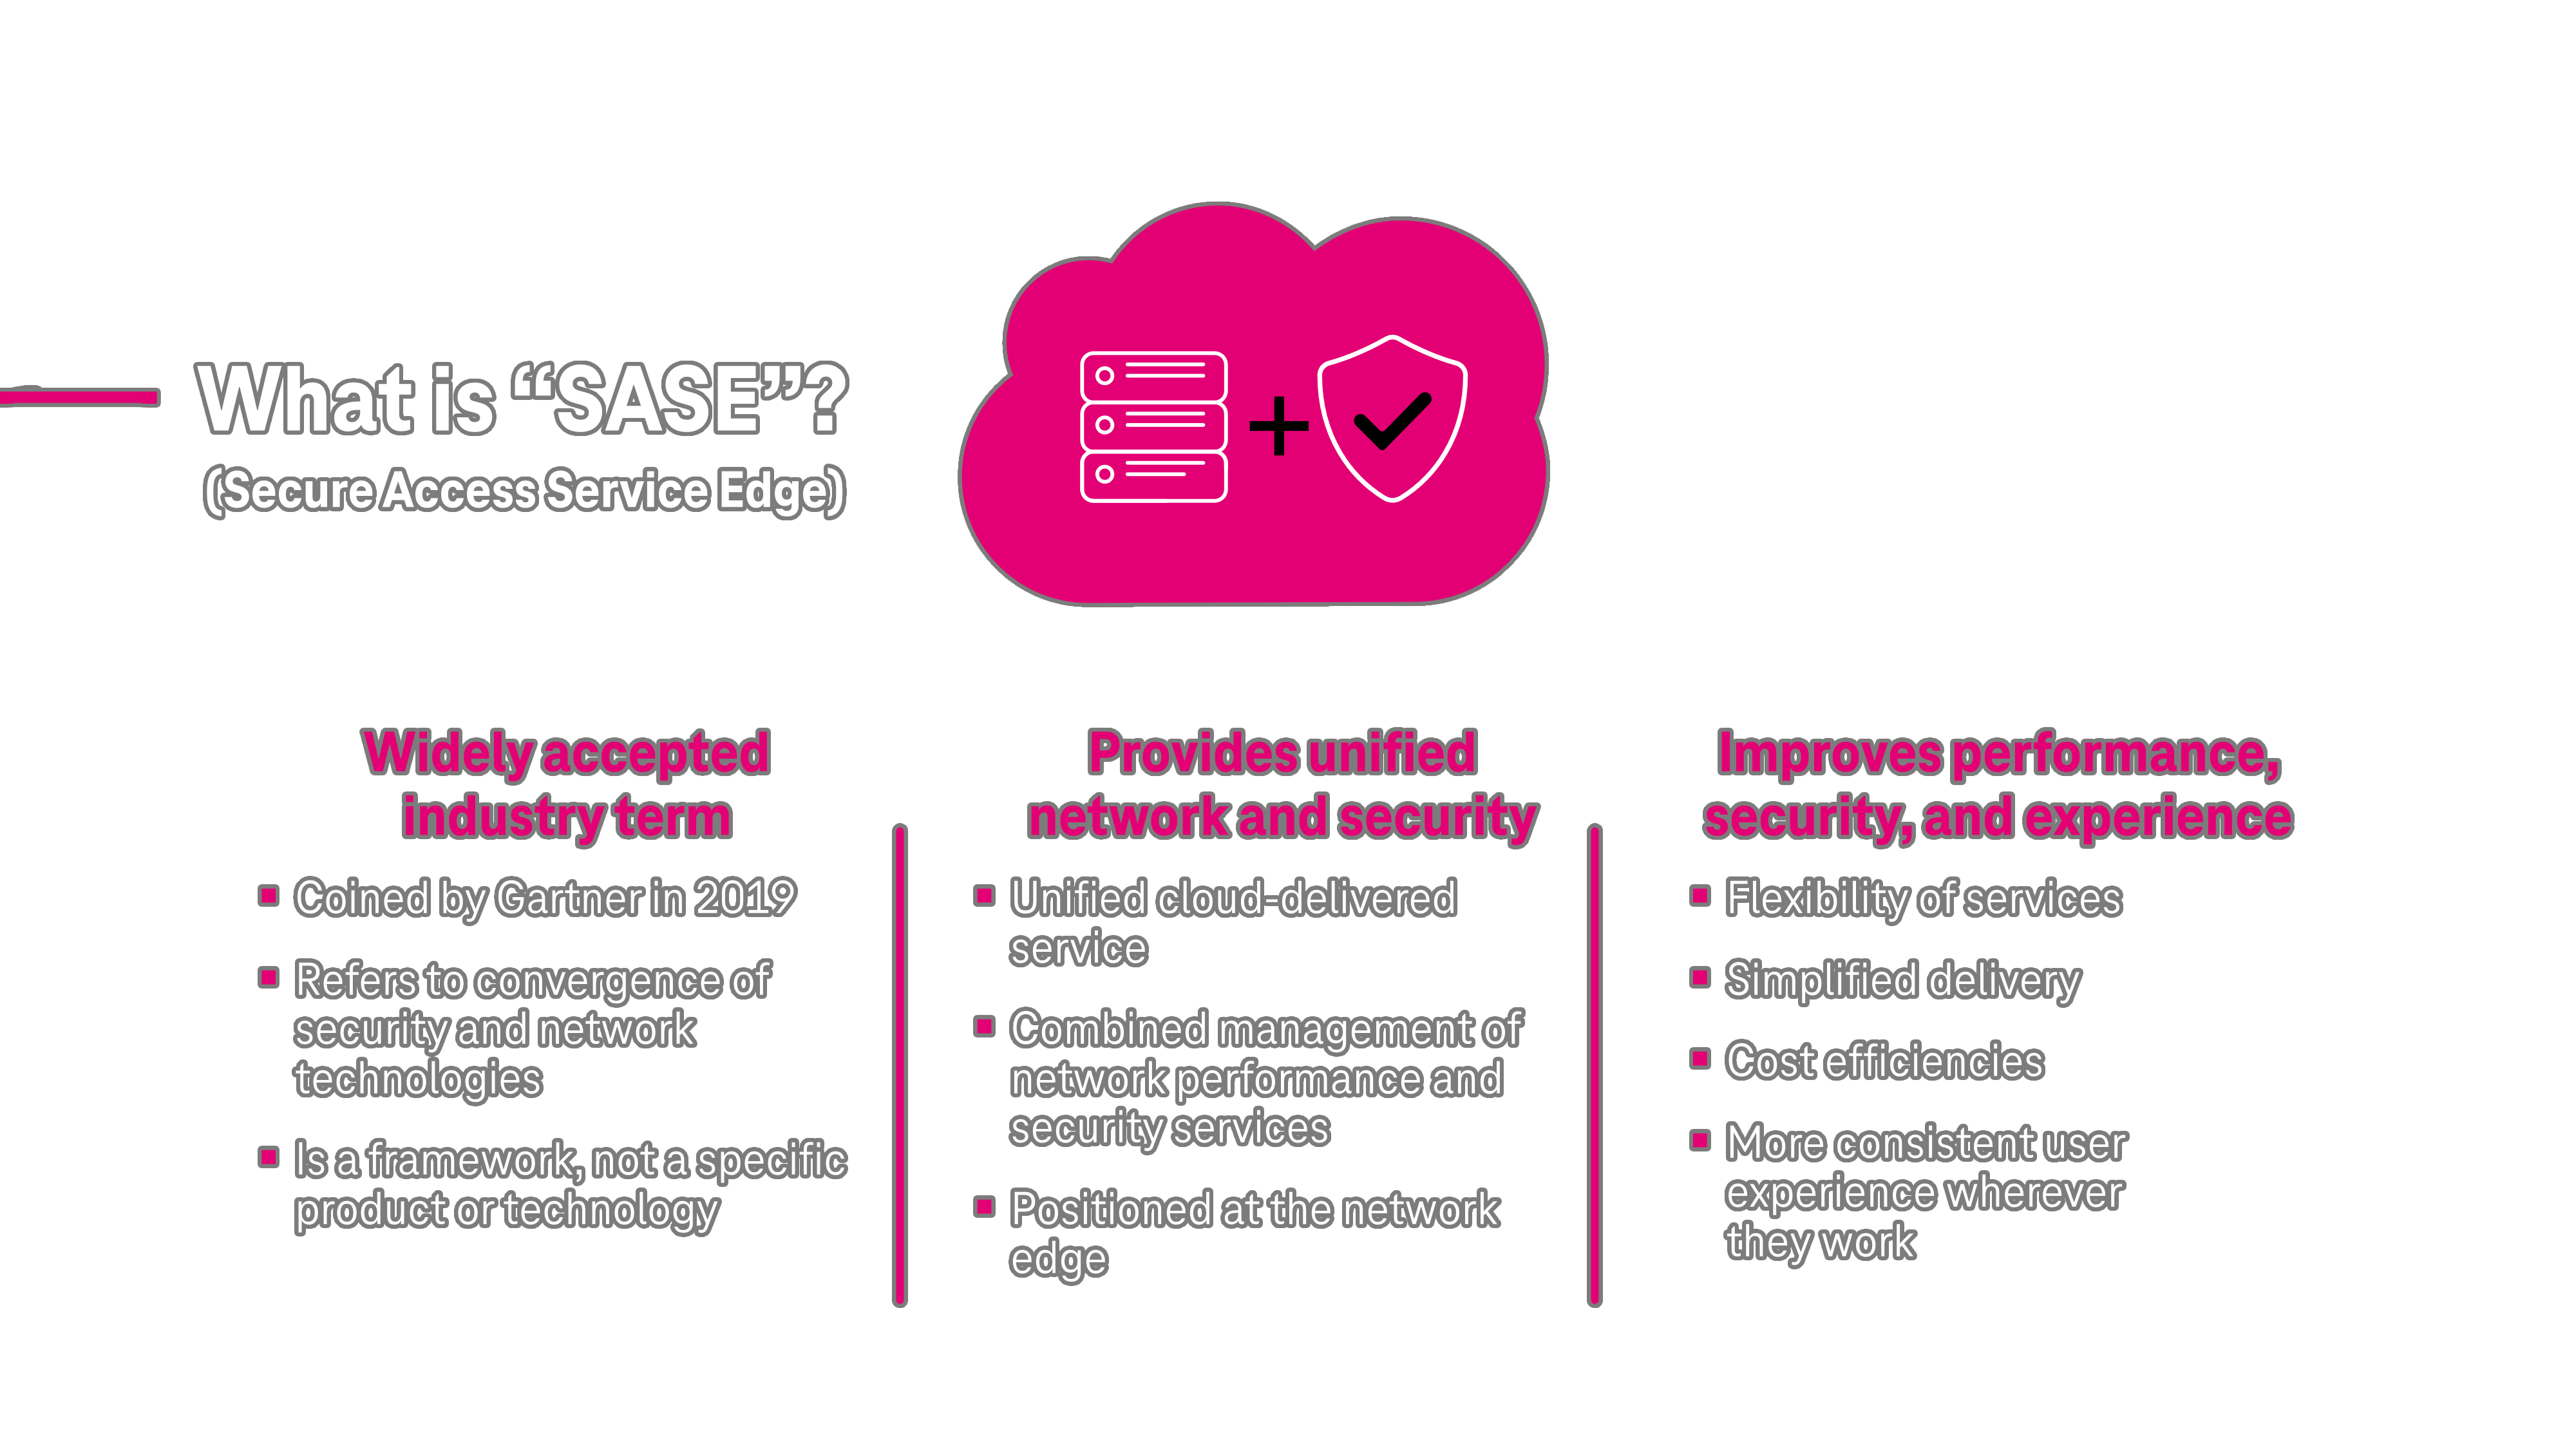 What is “SASE”?
(Secure Access Service Edge)
Widely accepted
industry term
Coined by Gartner in 2019
Refers to convergence of
security and network
technologies
Is a framework, not a specific
product or technology
Provides unified
network and security
Unified cloud-delivered
service
Combined management of
network performance and
security services
Positioned at the network
edge
Improves performance,
security, and experience
Flexibility of services
Simplified delivery
Cost efficiencies
More consistent user
experience wherever
they work